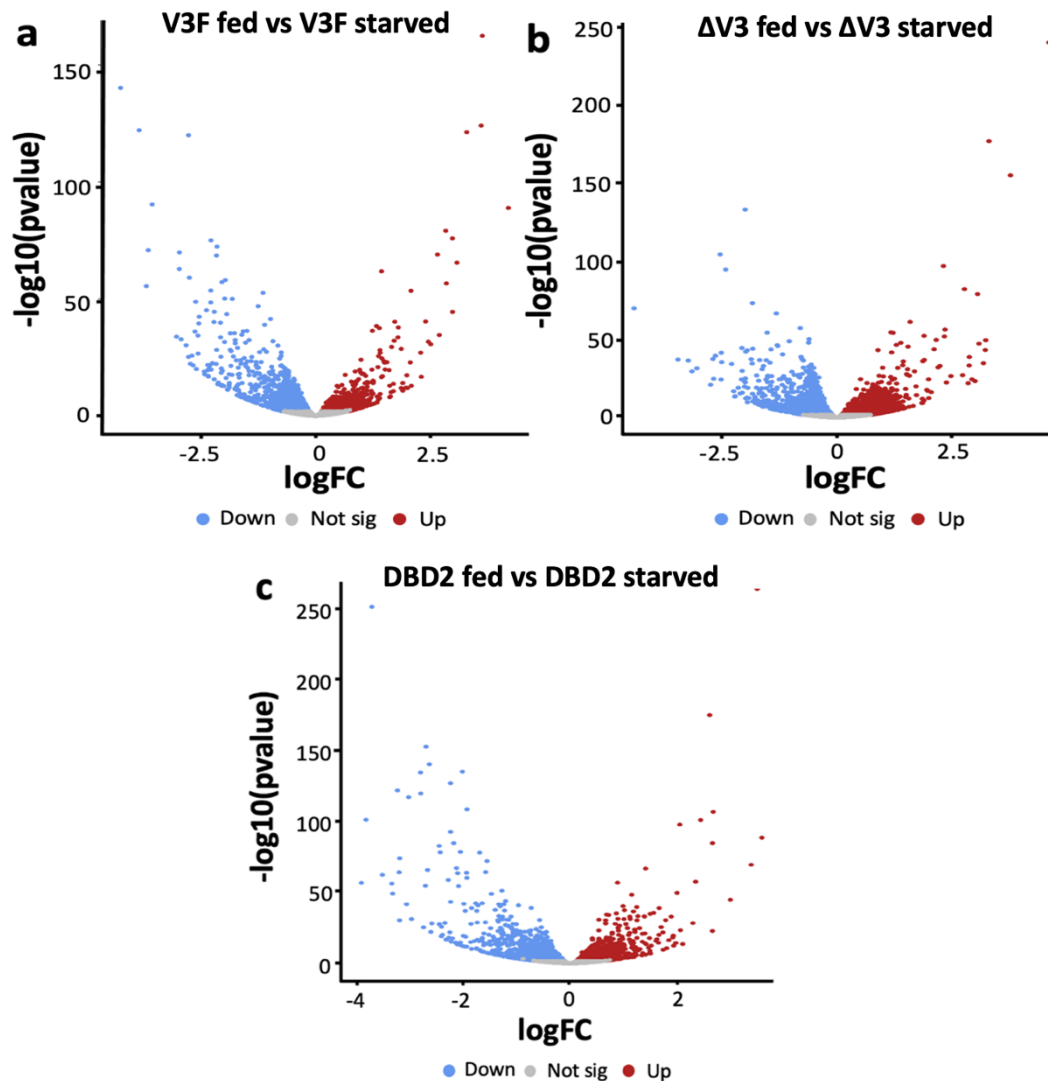 a
V3F fed vs V3F starved
-log10(pvalue)
150
100
50
0
-2.5
0
2.5
logFC
Down
Not sig
Up
b
ΔV3 fed vs ΔV3 starved
-log10(pvalue)
250
200
150
100
50
0
-2.5
0
2.5
logFC
Down
Not sig
Up
c
DBD2 fed vs DBD2 starved
-log10(pvalue)
250
200
150
100
50
0
-4
-2
0
2
logFC
Down
Not sig
Up